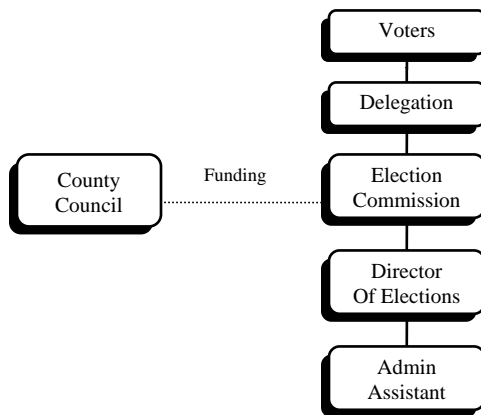 Voters
Delegation
County
Council
Funding
Election
Commission
Director
Of Elections
Admin
Assistant